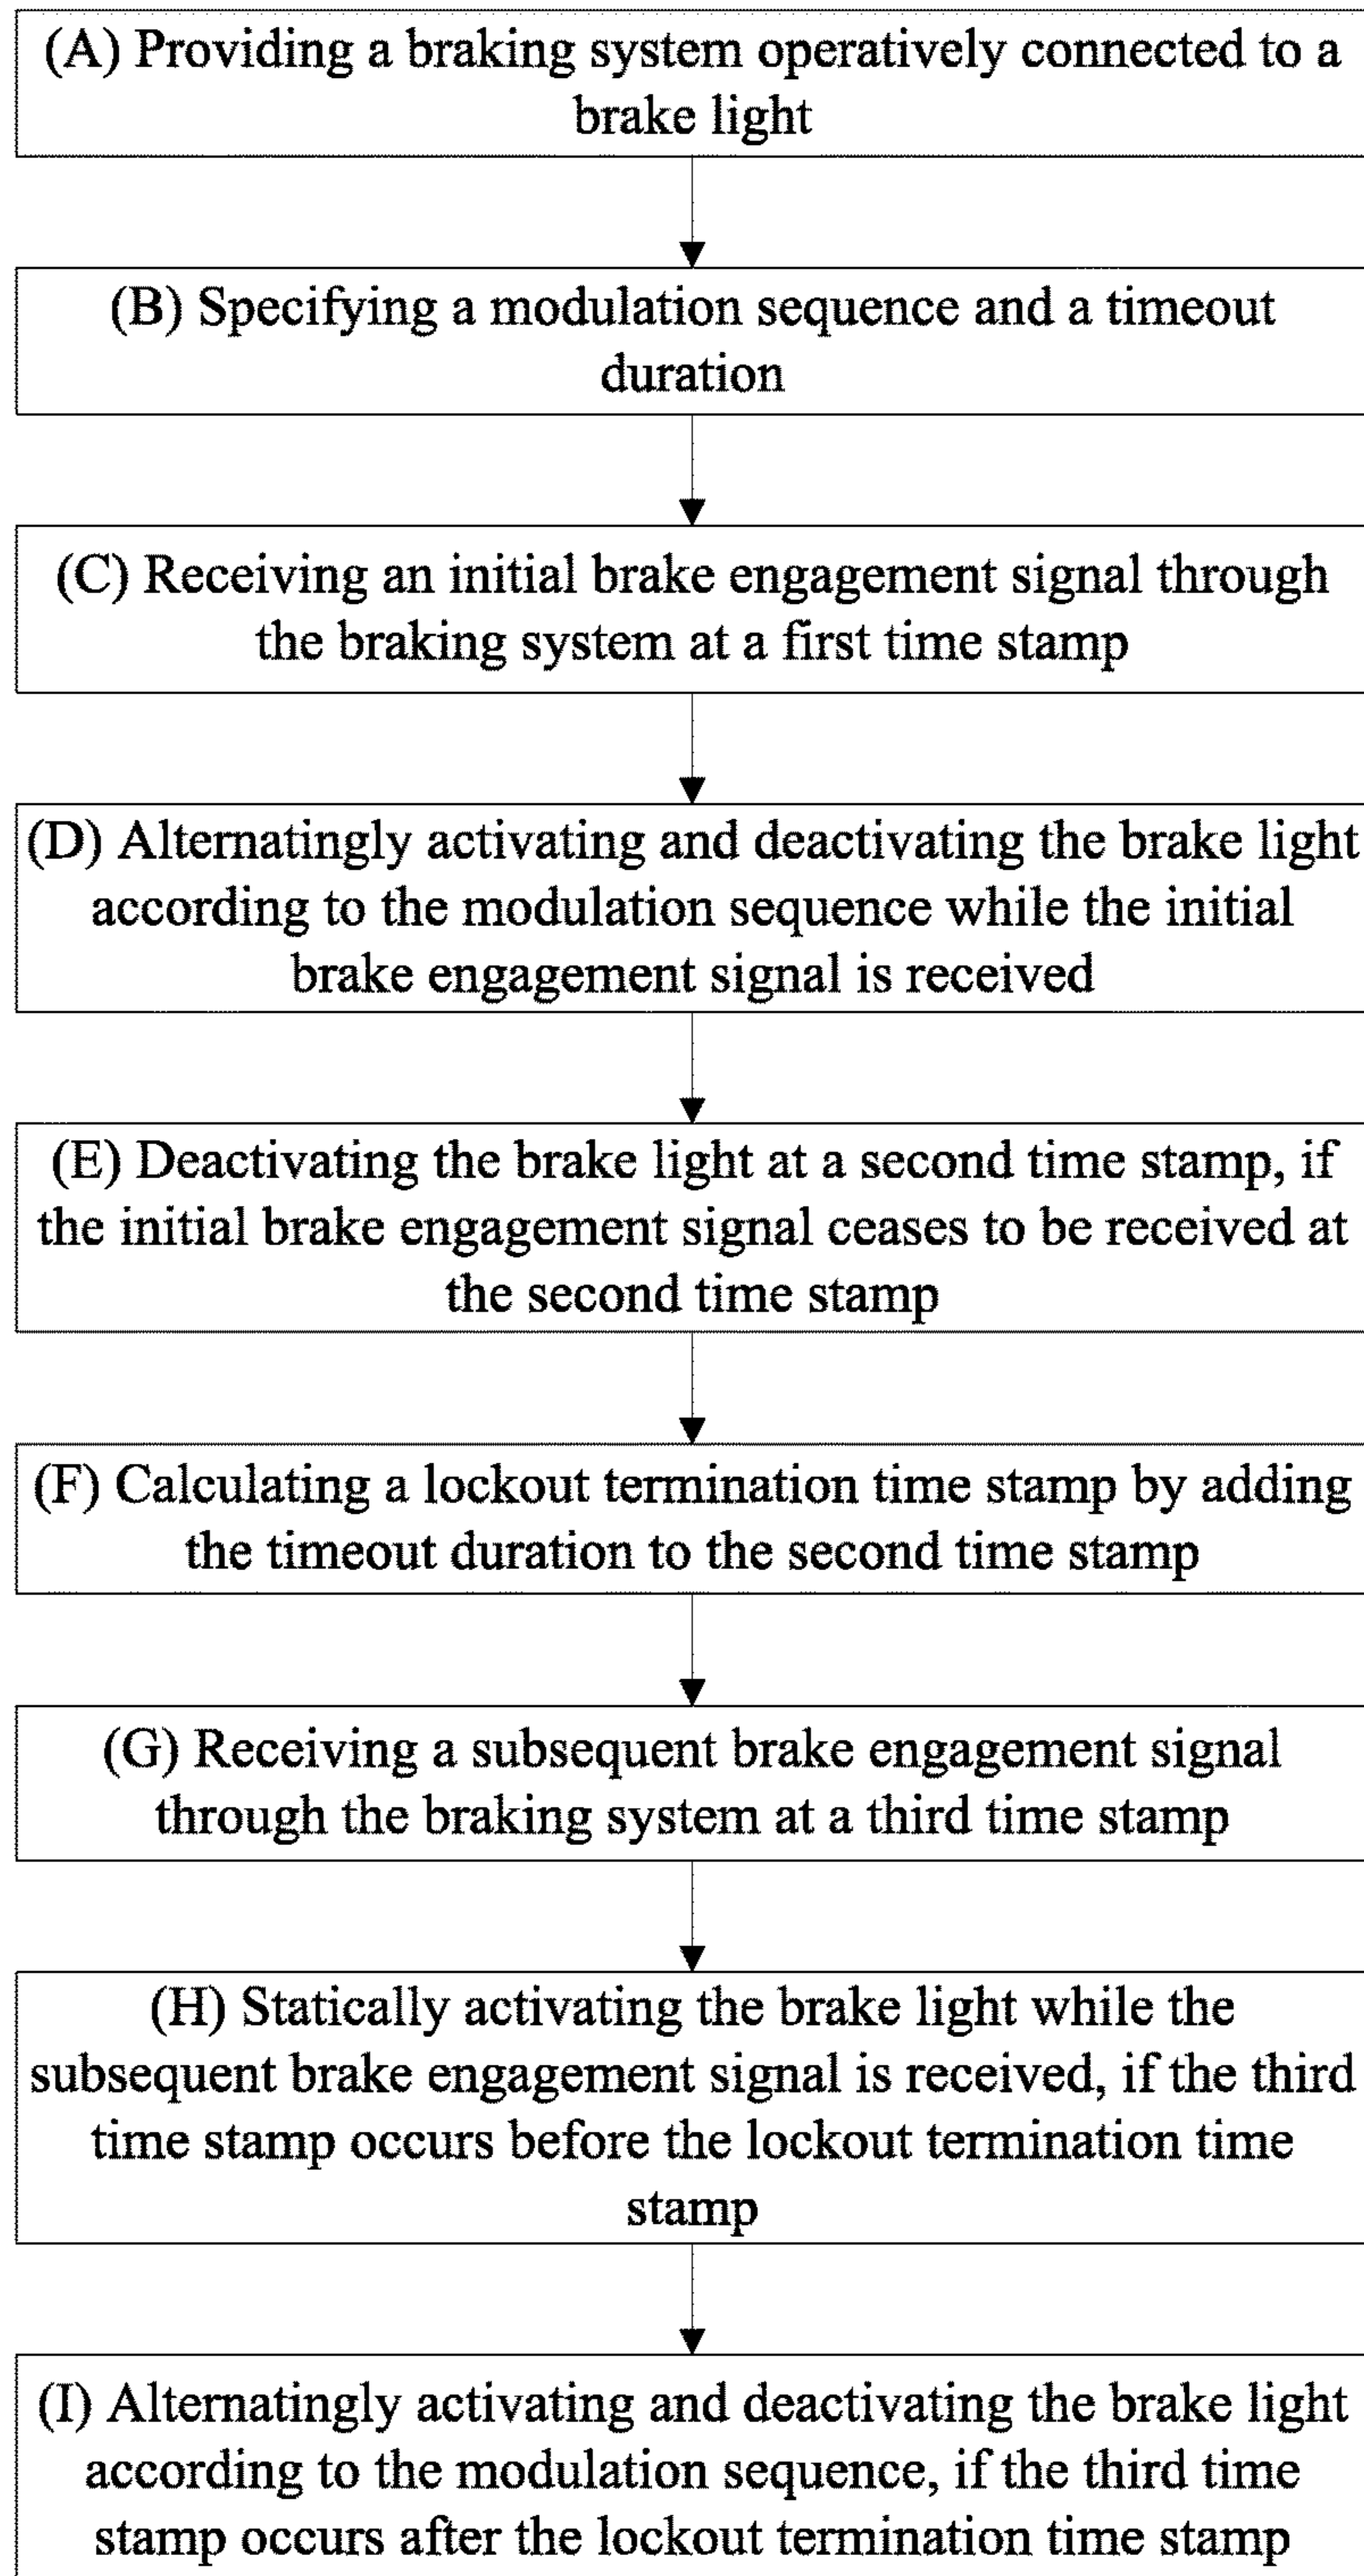 (A) Providing a braking system operatively connected to a
brake light
(B) Specifying a modulation sequence and a timeout
duration
(C) Receiving an initial brake engagement signal through
the braking system at a first time stamp
(D) Alternatingly activating and deactivating the brake light
according to the modulation sequence while the initial
brake engagement signal is received
(E) Deactivating the brake light at a second time stamp, if
the initial brake engagement signal ceases to be received at
the second time stamp
(F) Calculating a lockout termination time stamp by adding
the timeout duration to the second time stamp
(G) Receiving a subsequent brake engagement signal
through the braking system at a third time stamp
(H) Statically activating the brake light while the
subsequent brake engagement signal is received, if the third
time stamp occurs before the lockout termination time
stamp
(I) Alternatingly activating and deactivating the brake light
according to the modulation sequence, if the third time
stamp occurs after the lockout termination time stamp